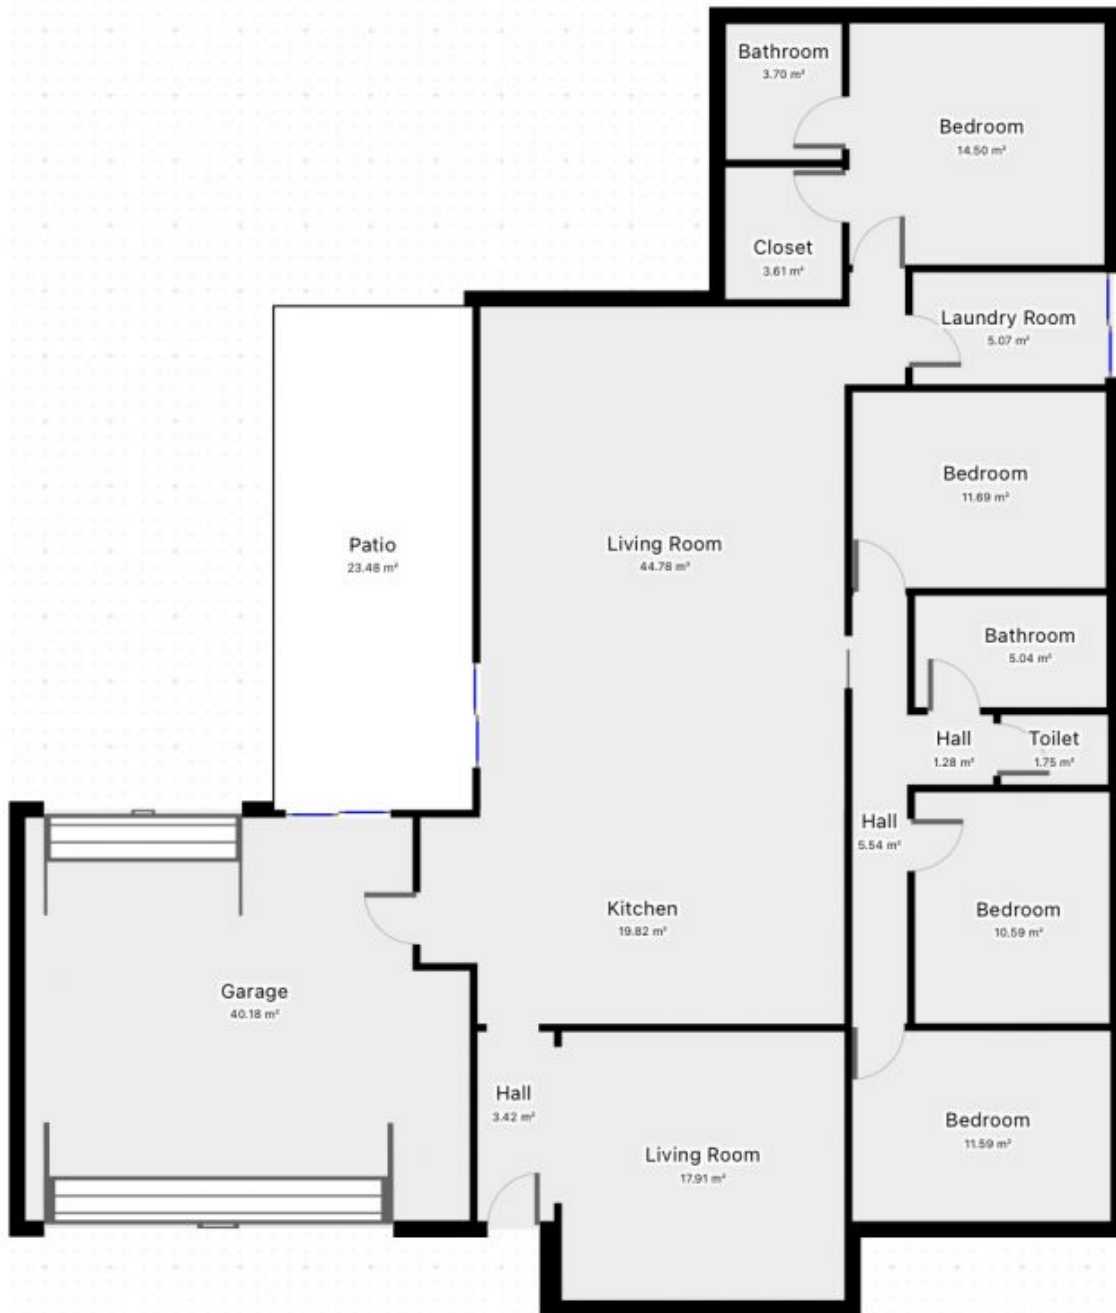 Bathroom
3.70 m²
Bedroom
14.50 m²
Closet
3.61 m²
Laundry Room
5.07 m²
Bedroom
11.69 m²
Patio
23.48 m²
Living Room
44.78 m²
Bathroom
5.04 m²
Hall
1.28 m²
Toilet
1.75 m²
Hall
5.54 m²
Kitchen
19.82 m²
Bedroom
10.59 m²
Garage
40.18 m²
Hall
3.42 m²
Living Room
17.91 m²
Bedroom
11.59 m²